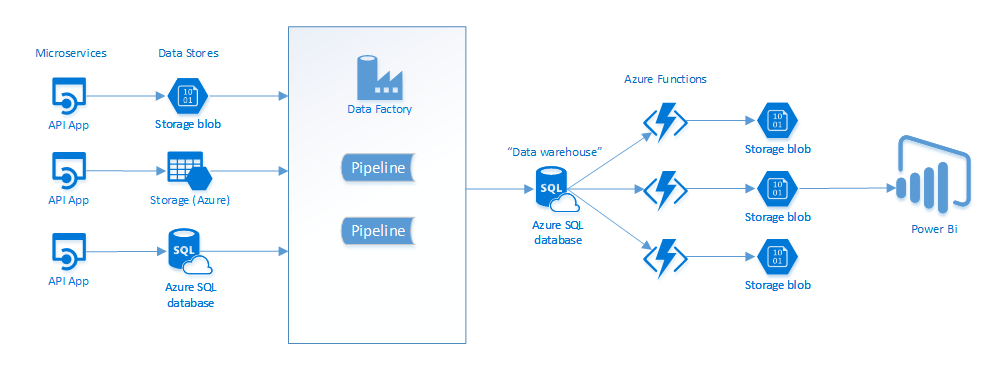 Microservices
Data Stores
API App
Storage blob
API App
Storage (Azure)
API App
Azure SQL
database
Data Factory
Pipeline
Pipeline
"Data warehouse"
SQL
Azure SQL
database
SQL
Azure Functions
10
01
Storage blob
10
01
Storage blob
10
01
Storage blob
10
01
Power Bi